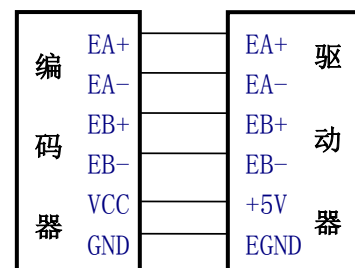 编码器
EA+
EA-
EB+
EB-
VCC
GND
EA+
EA-
EB+
EB-
+5V
EGND
驱动器